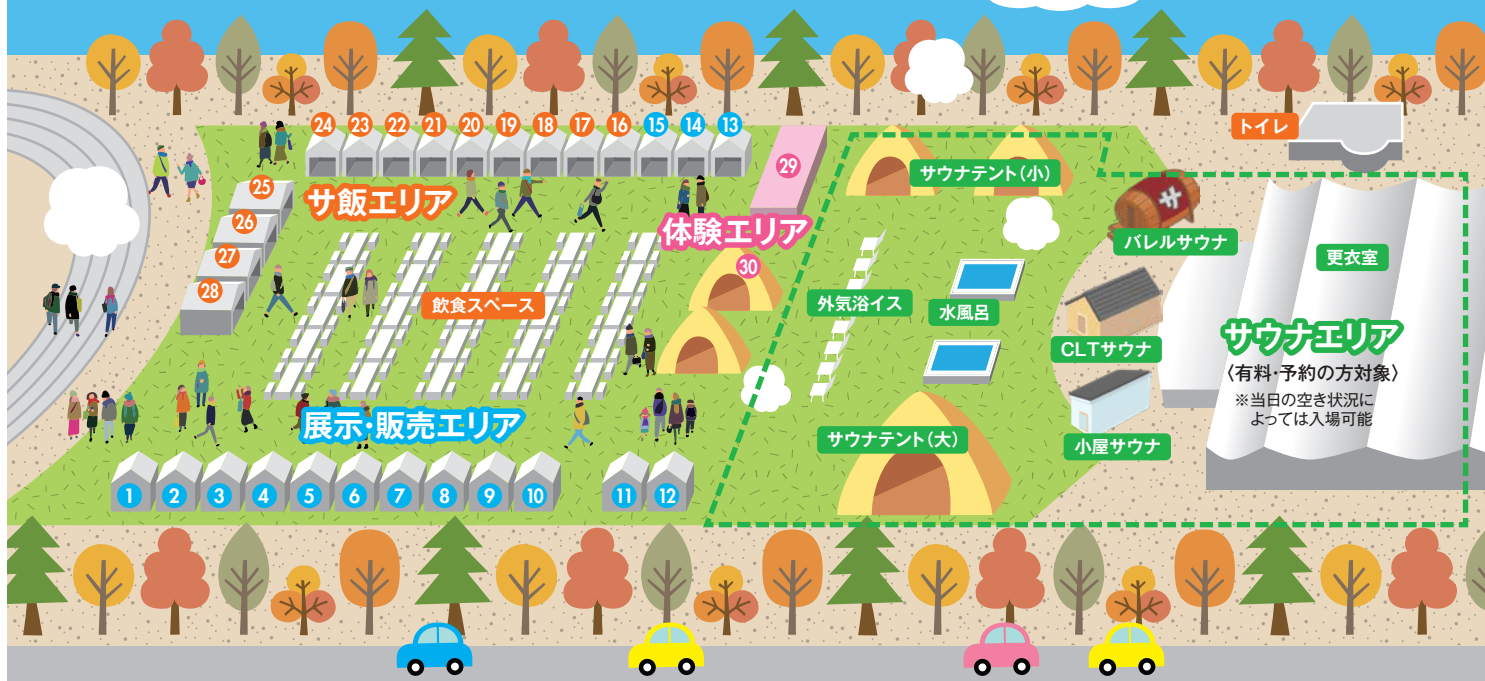 24 23 22 21 20 19 18 17 16 15 14 13
29
トイレ
サウナテント（小）
サ
25
サ飯エリア
26
体験エリア
バレルサウナ
27
30
更衣室
28
飲食スペース
外気浴イス
水風呂
サウナエリア
CLTサウナ
〈有料・予約の方対象〉
※当日の空き状況に
よっては入場可能
展示・販売エリア
サウナテント（大）
小屋サウナ
1 2 3 4 5 6 7 8 9 10 11 12